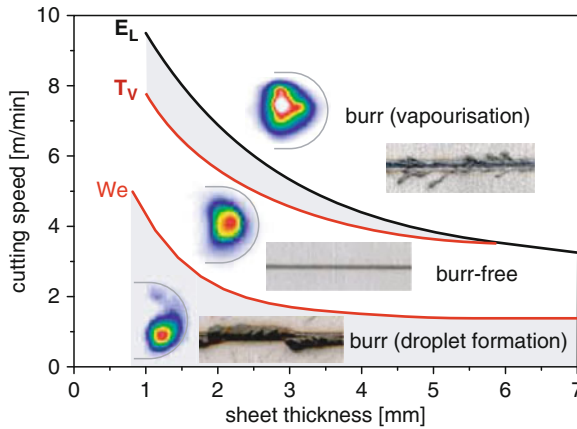 10
8
6
4
2
0
cutting speed [m/min]
E_L
T_V
We
burr (vapourisation)
burr-free
burr (droplet formation)
0 1 2 3 4 5 6 7
sheet thickness [mm]